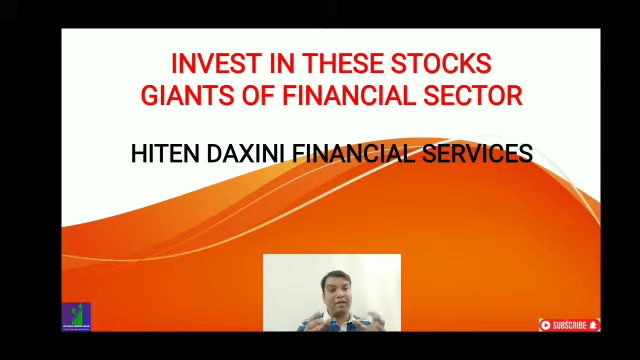 INVEST IN THESE STOCKS
GIANTS OF FINANCIAL SECTOR
HITEN DAXINI FINANCIAL SERVICES
SUBSCRIBE